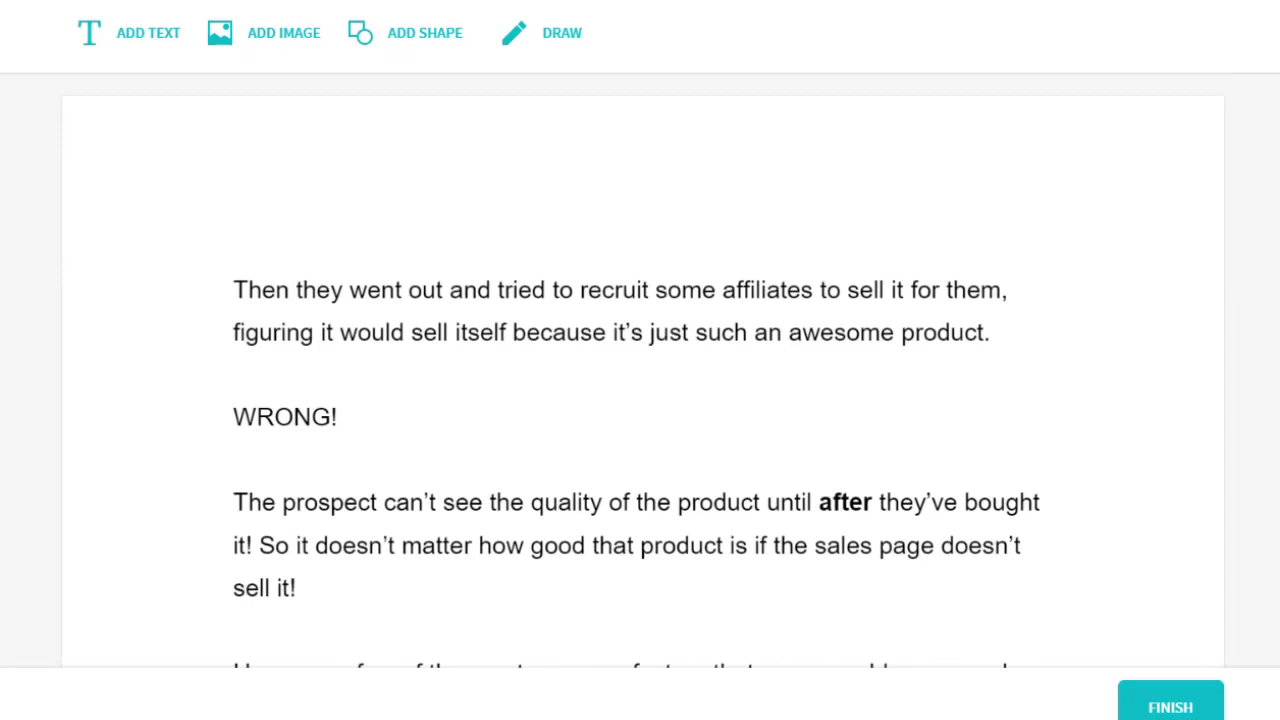 ADD TEXT ADD IMAGE ADD SHAPE DRAW
Then they went out and tried to recruit some affiliates to sell it for them,
figuring it would sell itself because it’s just such an awesome product.
WRONG!
The prospect can’t see the quality of the product until after they’ve bought
it! So it doesn’t matter how good that product is if the sales page doesn’t
sell it!
FINISH